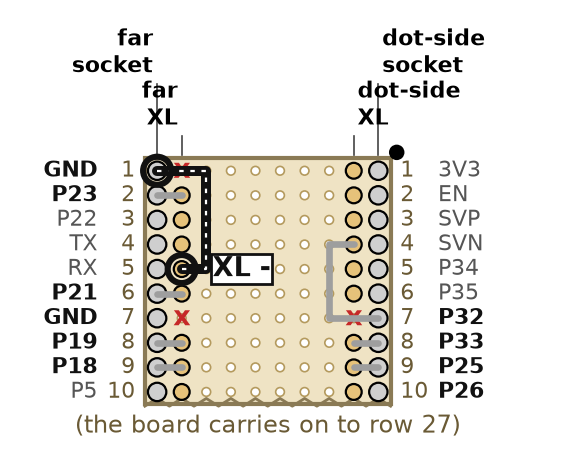 far
socket
far
XL
dot-side
socket
dot-side
XL
GND 1 x 1 3V3
P23 2 2 EN
P22 3 3 SVP
TX 4 4 SVN
RX 5 XL - 5 P34
P21 6 6 P35
GND 7 x x 7 P32
P19 8 8 P33
P18 9 9 P25
P5 10 10 P26
(the board carries on to row 27)